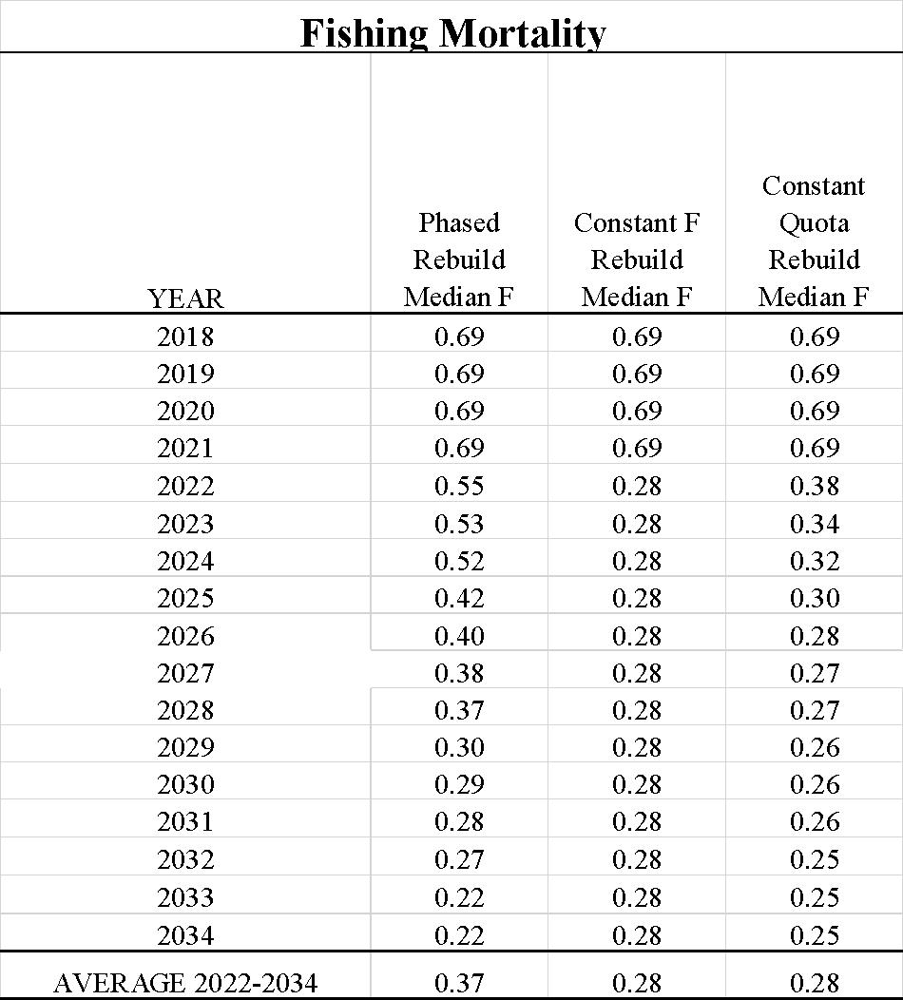 Fishing Mortality
YEAR Phased Rebuild Median F Constant F Rebuild Median F Constant Quota Rebuild Median F
2018 0.69 0.69 0.69
2019 0.69 0.69 0.69
2020 0.69 0.69 0.69
2021 0.69 0.69 0.69
2022 0.55 0.28 0.38
2023 0.53 0.28 0.34
2024 0.52 0.28 0.32
2025 0.42 0.28 0.30
2026 0.40 0.28 0.28
2027 0.38 0.28 0.27
2028 0.37 0.28 0.27
2029 0.30 0.28 0.26
2030 0.29 0.28 0.26
2031 0.28 0.28 0.26
2032 0.27 0.28 0.25
2033 0.22 0.28 0.25
2034 0.22 0.28 0.25
AVERAGE 2022-2034 0.37 0.28 0.28